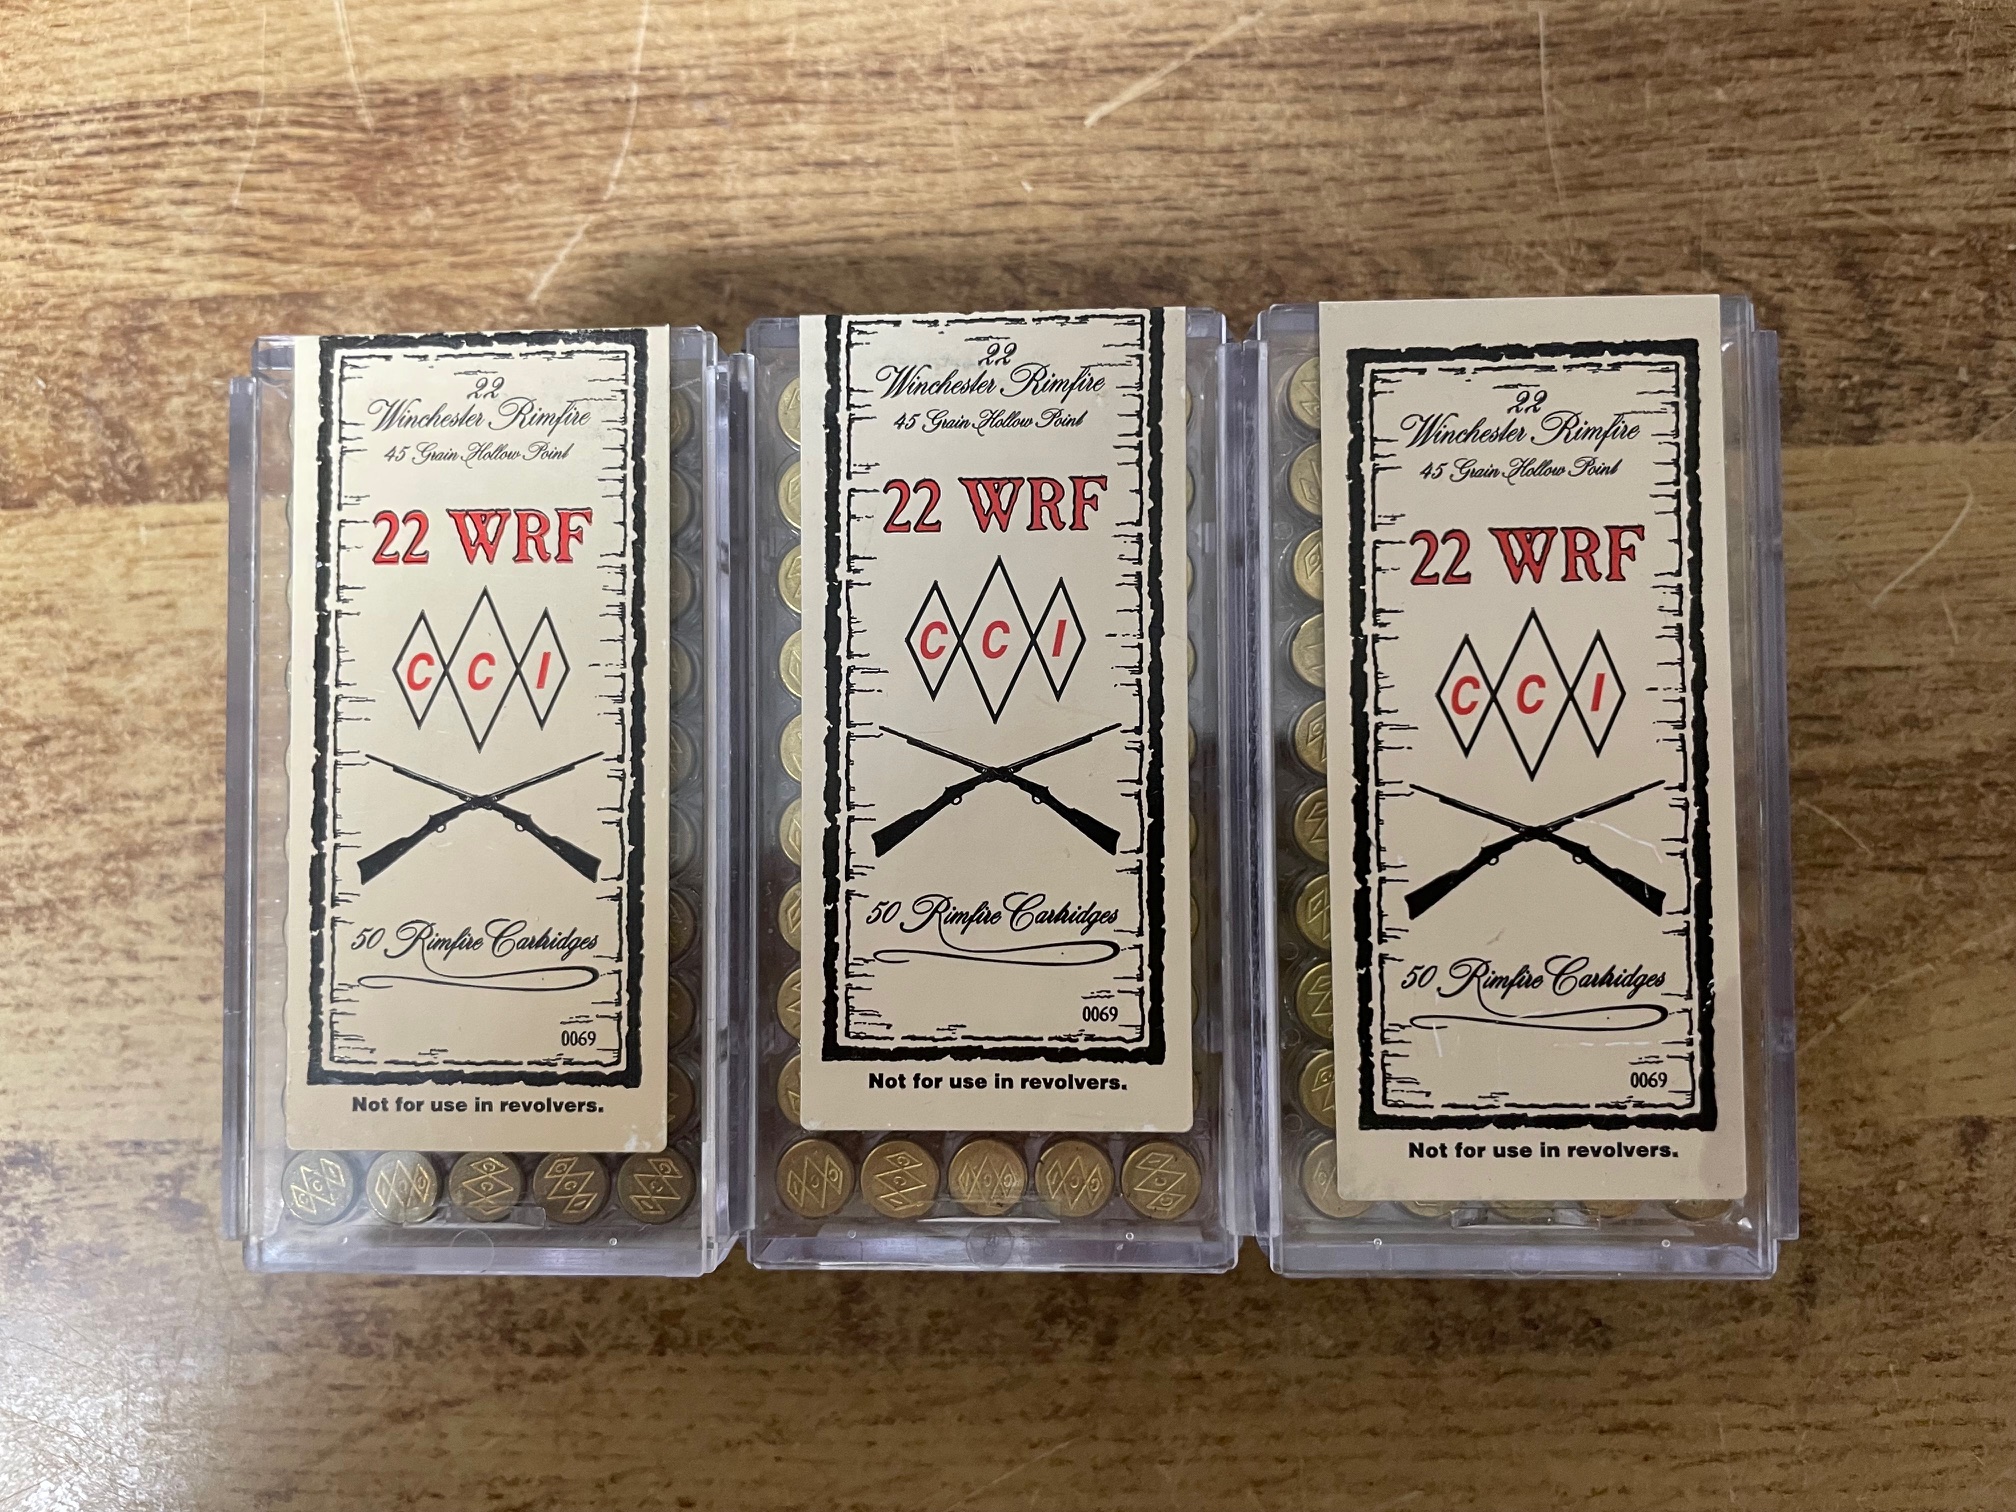 22
Winchester Rimfire
45 Grain Hollow Point
22 WRF
C C I
50 Rimfire Cartridges
0069
Not for use in revolvers.
C C I
C C I
C C I
C C I
C C I
22
Winchester Rimfire
45 Grain Hollow Point
22 WRF
C C I
50 Rimfire Cartridges
0069
Not for use in revolvers.
C C I
C C I
C C I
C C I
C C I
22
Winchester Rimfire
45 Grain Hollow Point
22 WRF
C C I
50 Rimfire Cartridges
0069
Not for use in revolvers.